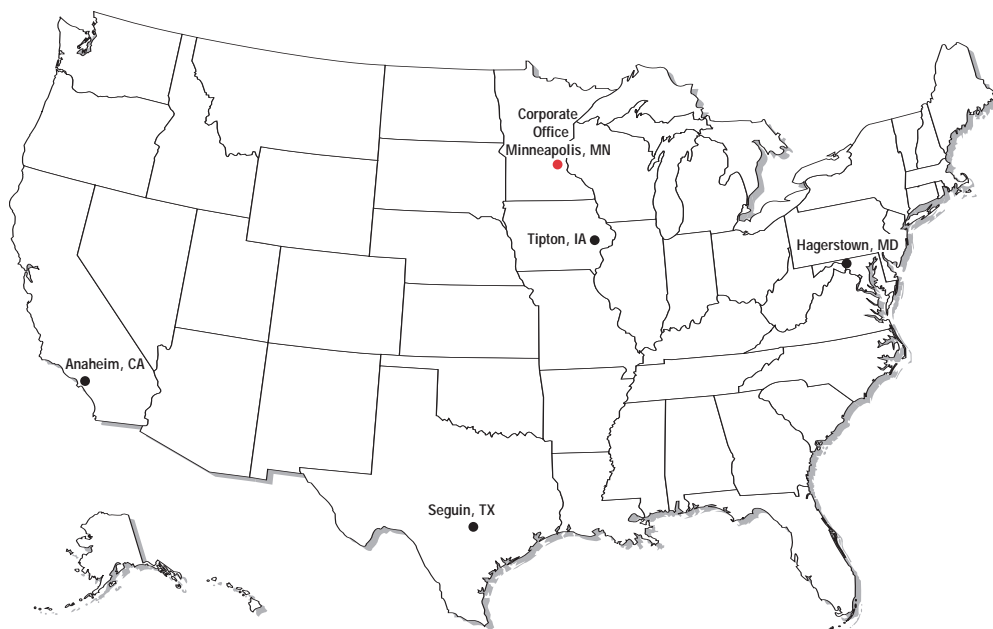 Corporate
Office
Minneapolis, MN
Tipton, IA
Hagerstown, MD
Anaheim, CA
Seguin, TX